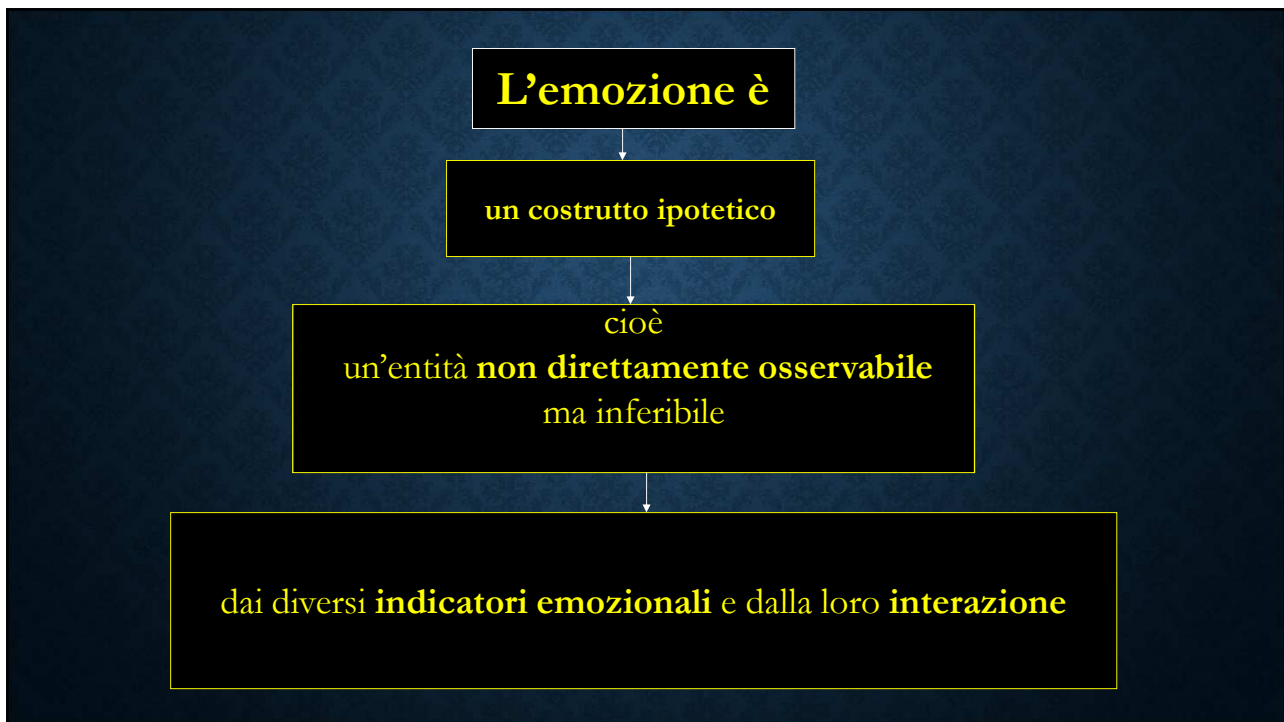 L’emozione è
un costrutto ipotetico
cioè
un’entità non direttamente osservabile
ma inferibile
dai diversi indicatori emozionali e dalla loro interazione